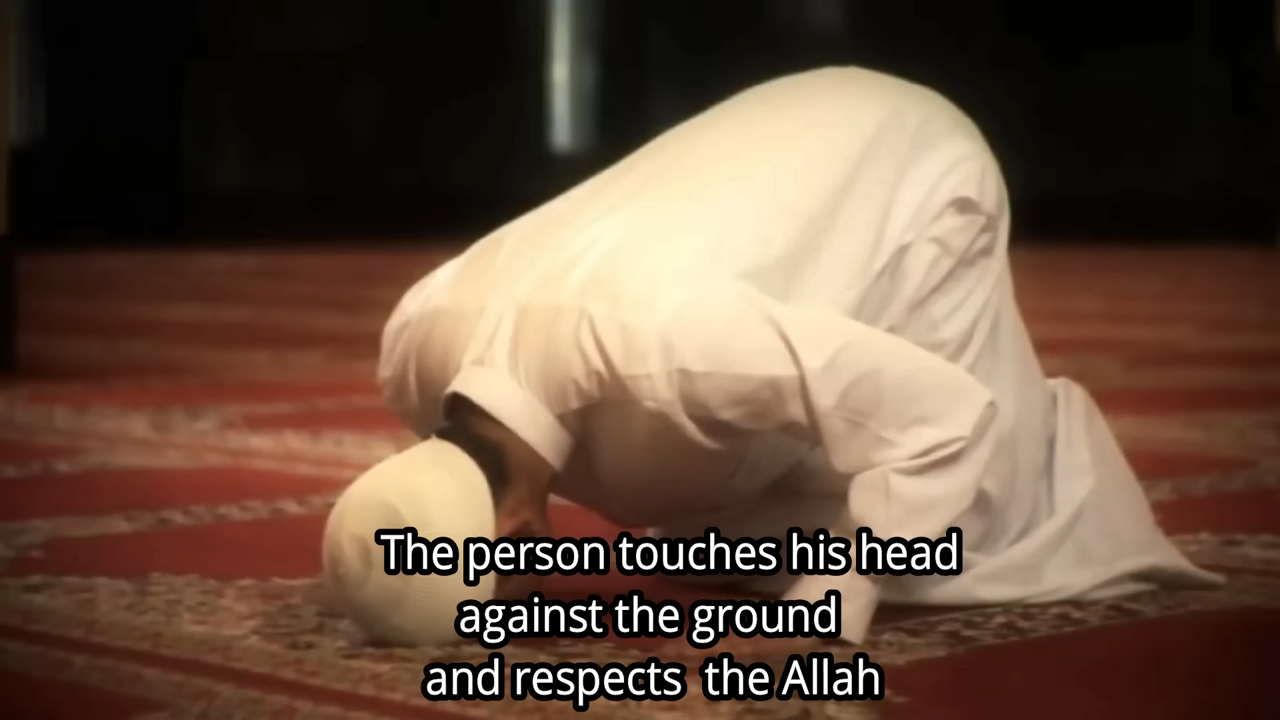 The person touches his head
against the ground
and respects  the Allah